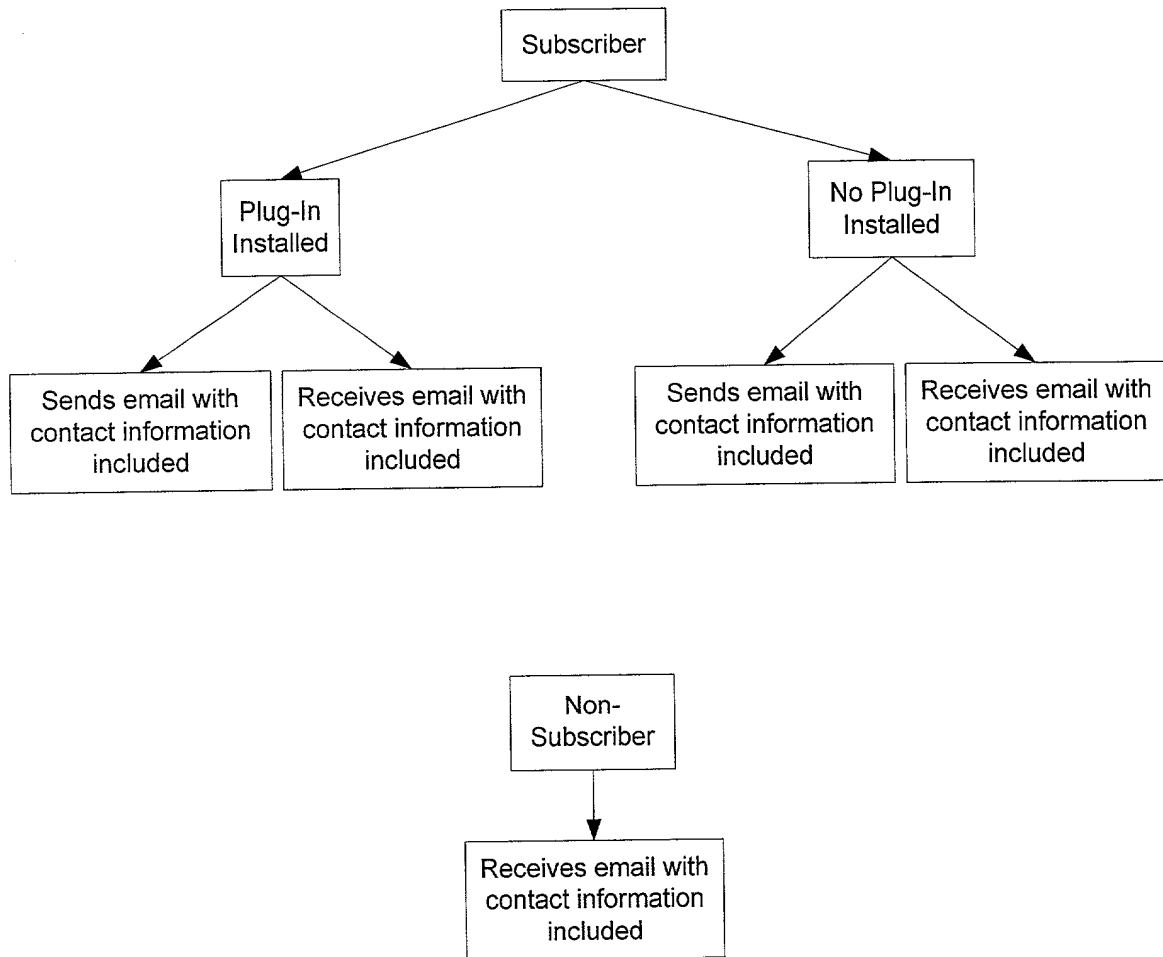 Subscriber
Plug-In
Installed
No Plug-In
Installed
Sends email with
contact information
included
Receives email with
contact information
included
Sends email with
contact information
included
Receives email with
contact information
included
Non-
Subscriber
Receives email with
contact information
included